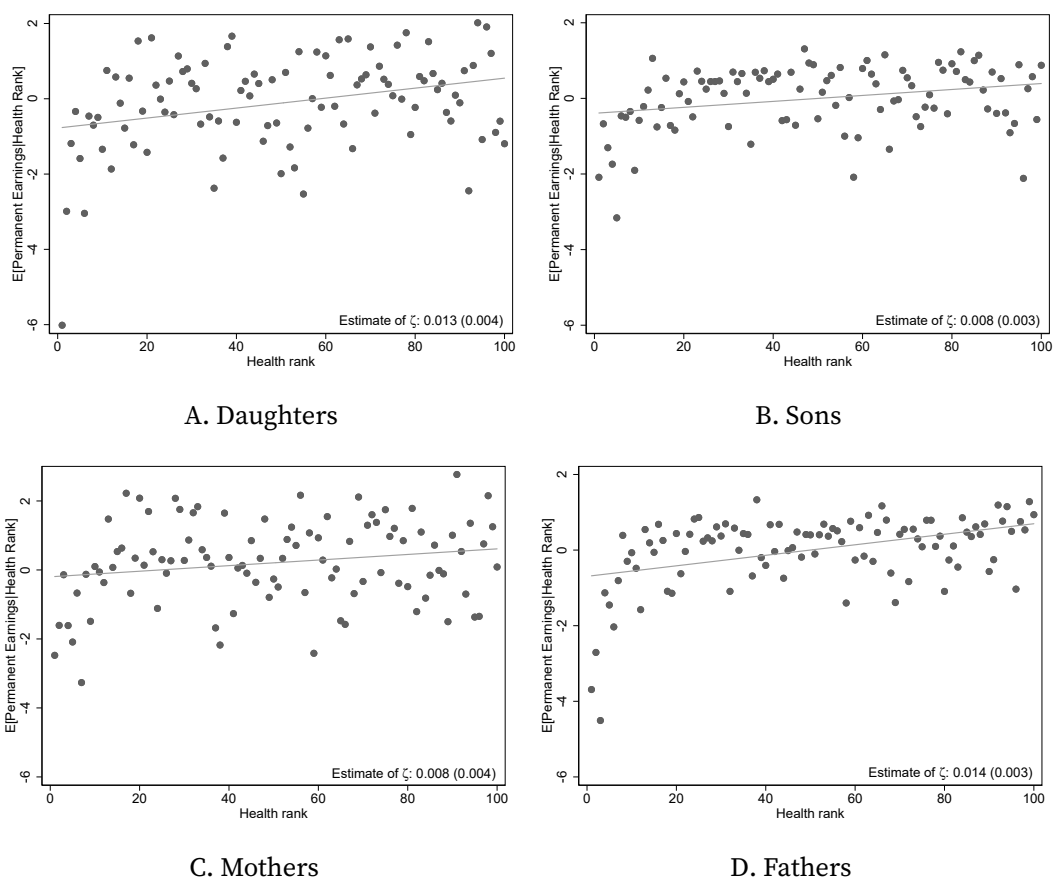 E[Permanent Earnings|Health Rank]
2
0
-2
-4
-6
Estimate of ζ: 0.013 (0.004)
0 20 40 60 80 100
Health rank
A. Daughters
E[Permanent Earnings|Health Rank]
2
0
-2
-4
-6
Estimate of ζ: 0.008 (0.003)
0 20 40 60 80 100
Health rank
B. Sons
E[Permanent Earnings|Health Rank]
2
0
-2
-4
-6
Estimate of ζ: 0.008 (0.004)
0 20 40 60 80 100
Health rank
C. Mothers
E[Permanent Earnings|Health Rank]
2
0
-2
-4
-6
Estimate of ζ: 0.014 (0.003)
0 20 40 60 80 100
Health rank
D. Fathers